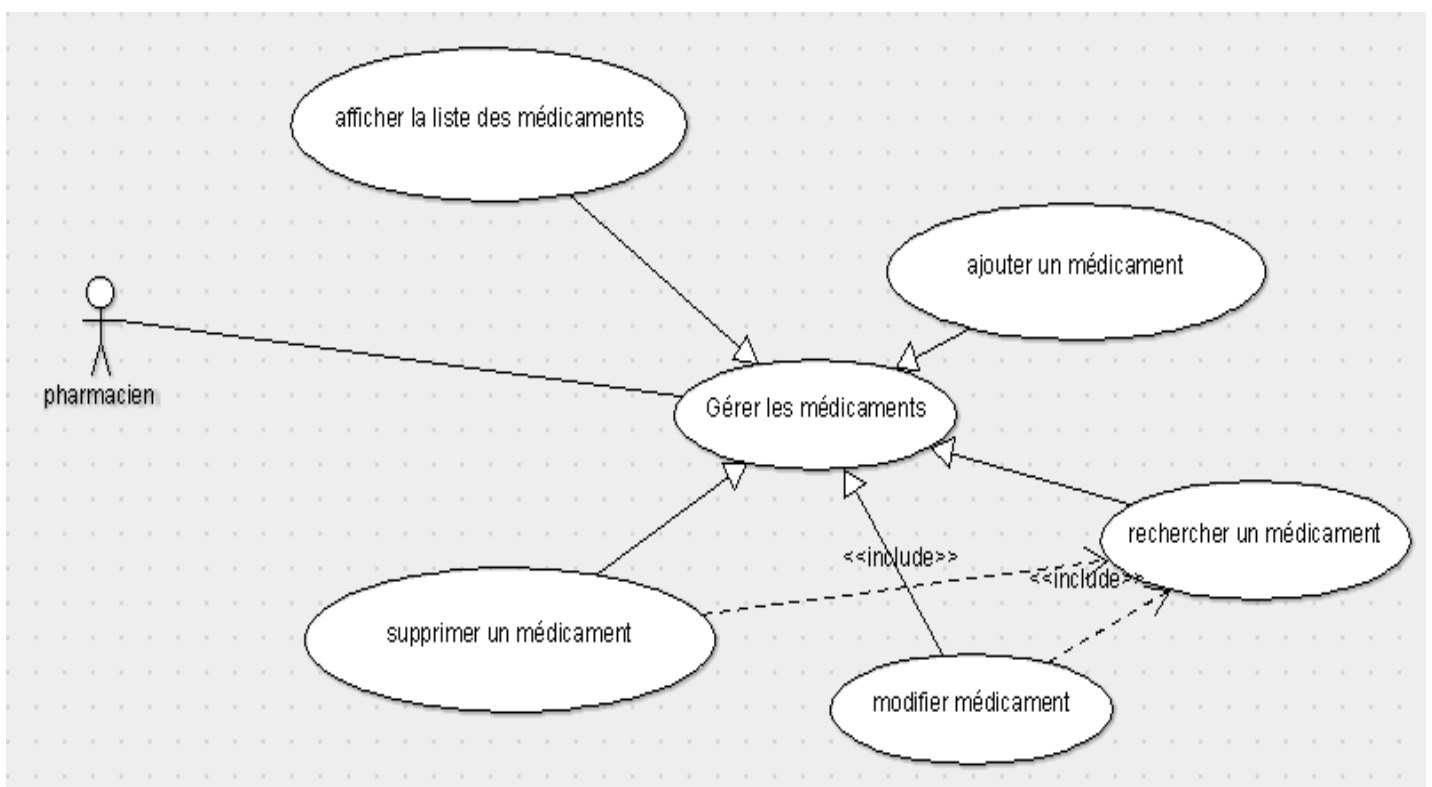 afficher la liste des médicaments
ajouter un médicament
pharmacien
Gérer les médicaments
rechercher un médicament
<<include>>
<<include>>
supprimer un médicament
modifier médicament